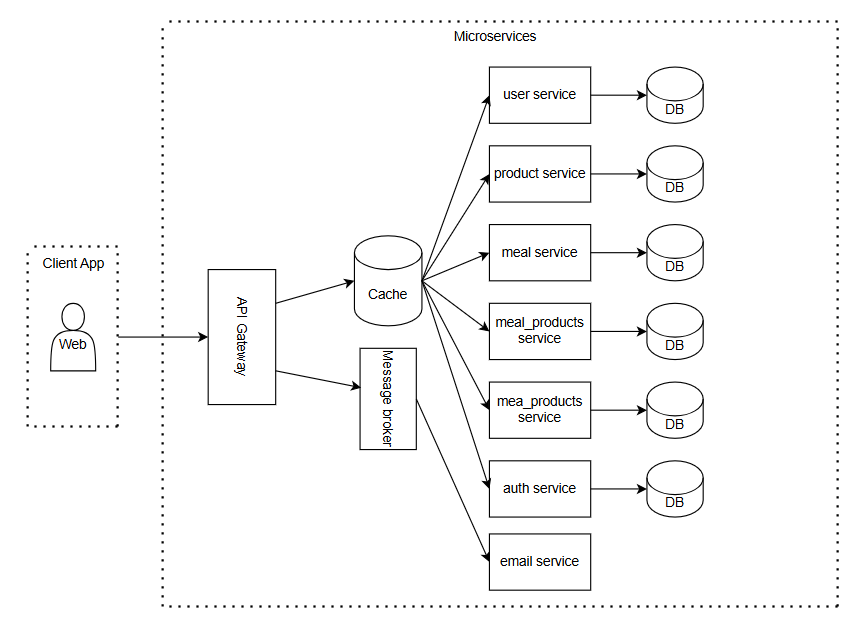 Microservices
user service
DB
product service
DB
Client App
Web
API Gateway
Cache
Message broker
meal service
DB
meal_products
service
DB
mea_products
service
DB
auth service
DB
email service